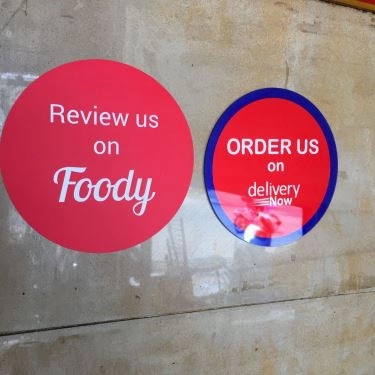 Review us
on
Foody
ORDER US
on
delivery
Now